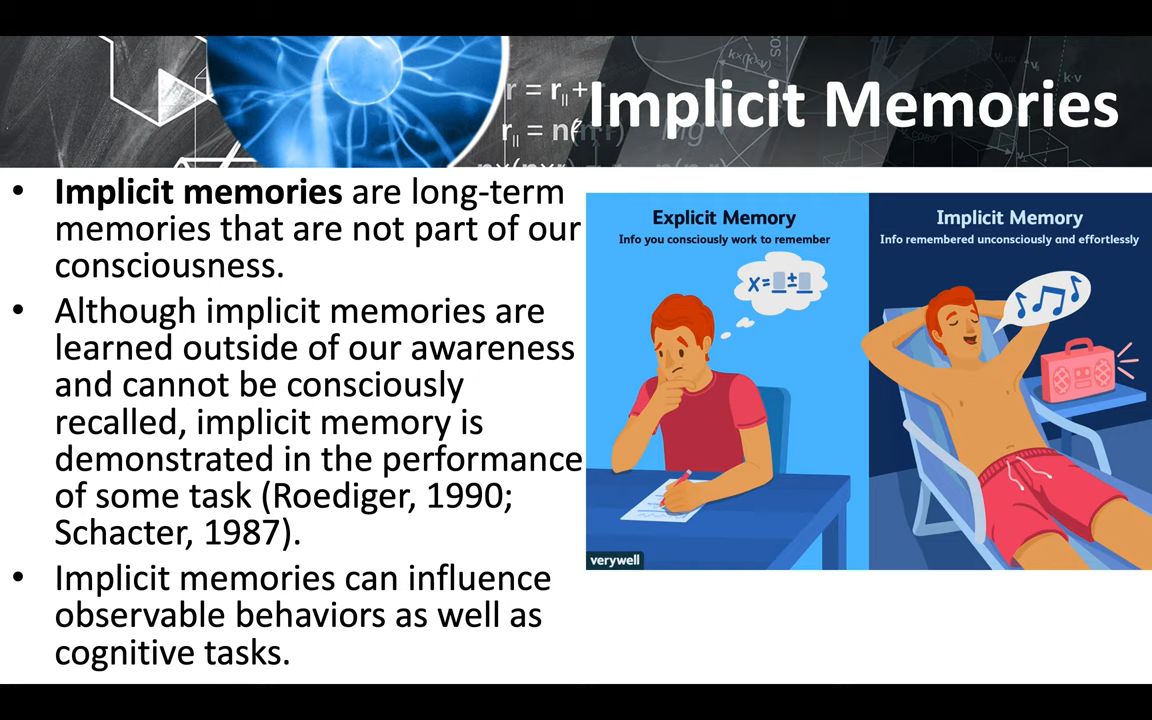 r = r||+
r|| = n(
Implicit Memories
• Implicit memories are long-term
memories that are not part of our
consciousness.
• Although implicit memories are
learned outside of our awareness
and cannot be consciously
recalled, implicit memory is
demonstrated in the performance
of some task (Roediger, 1990;
Schacter, 1987).
• Implicit memories can influence
observable behaviors as well as
cognitive tasks.
Explicit Memory
Info you consciously work to remember
x=±
verywell
Implicit Memory
Info remembered unconsciously and effortlessly